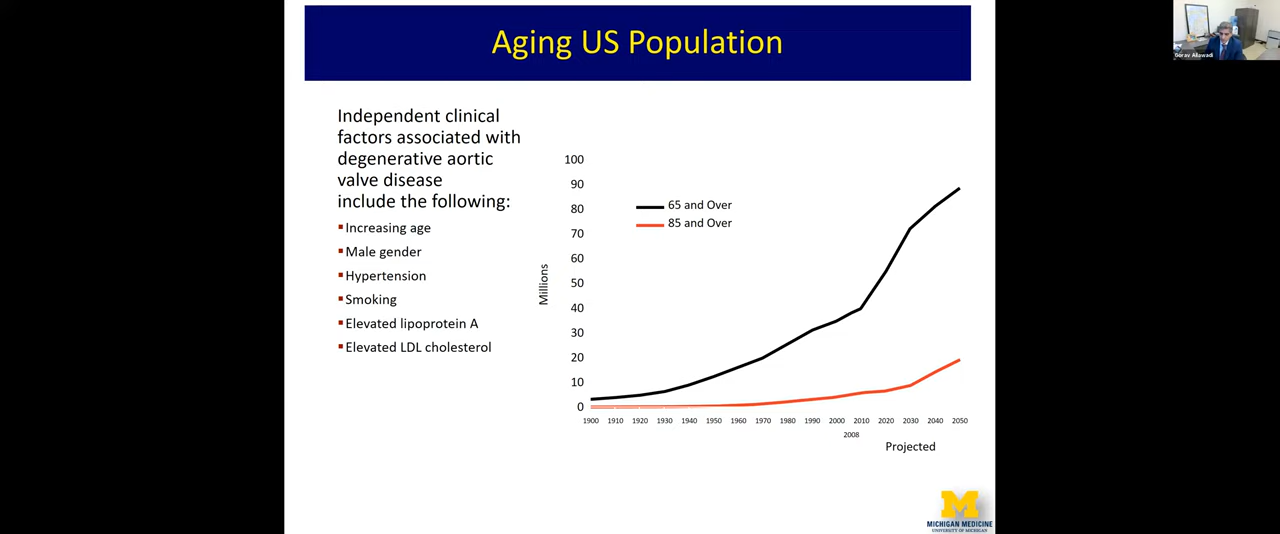 Aging US Population
Gorav Ailawadi
Independent clinical
factors associated with
degenerative aortic
valve disease
include the following:
Increasing age
Male gender
Hypertension
Smoking
Elevated lipoprotein A
Elevated LDL cholesterol
Millions
100
90
80
70
60
50
40
30
20
10
0
65 and Over
85 and Over
1900 1910 1920 1930 1940 1950 1960 1970 1980 1990 2000 2010 2020 2030 2040 2050
2008
Projected
M
MICHIGAN MEDICINE
UNIVERSITY OF MICHIGAN